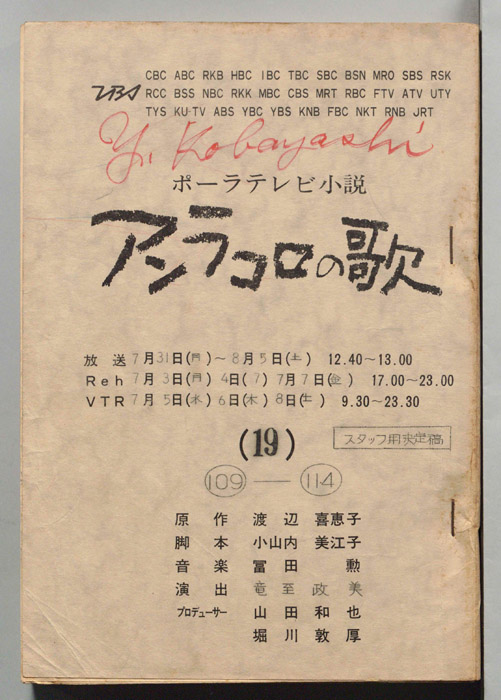 CBC ABC RKB HBC IBC TBC SBC BSN MRO SBS RSK
TBS RCC BSS NBC RKK MBC CBS MRT RBC FTV ATV UTY
TYS KU-TV ABS YBC YBS KNB FBC NKT RNB JRT
Y. Kobayashi
ポーラテレビ小説
アンラコロの歌
放送 7月31日(月)~8月5日(土) 12.40~13.00
Reh 7月3日(月) 4日(7) 7月7日(金) 17.00~23.00
VTR 7月5日(水) 6日(木) 8日(土) 9.30~23.30
(19)
スタッフ用決定稿
109 — 114
原作 渡辺 喜恵子
脚本 小山内 美江子
音楽 冨田 勲
演出 竜至政美
プロデューサー 山田和也
堀川敦厚